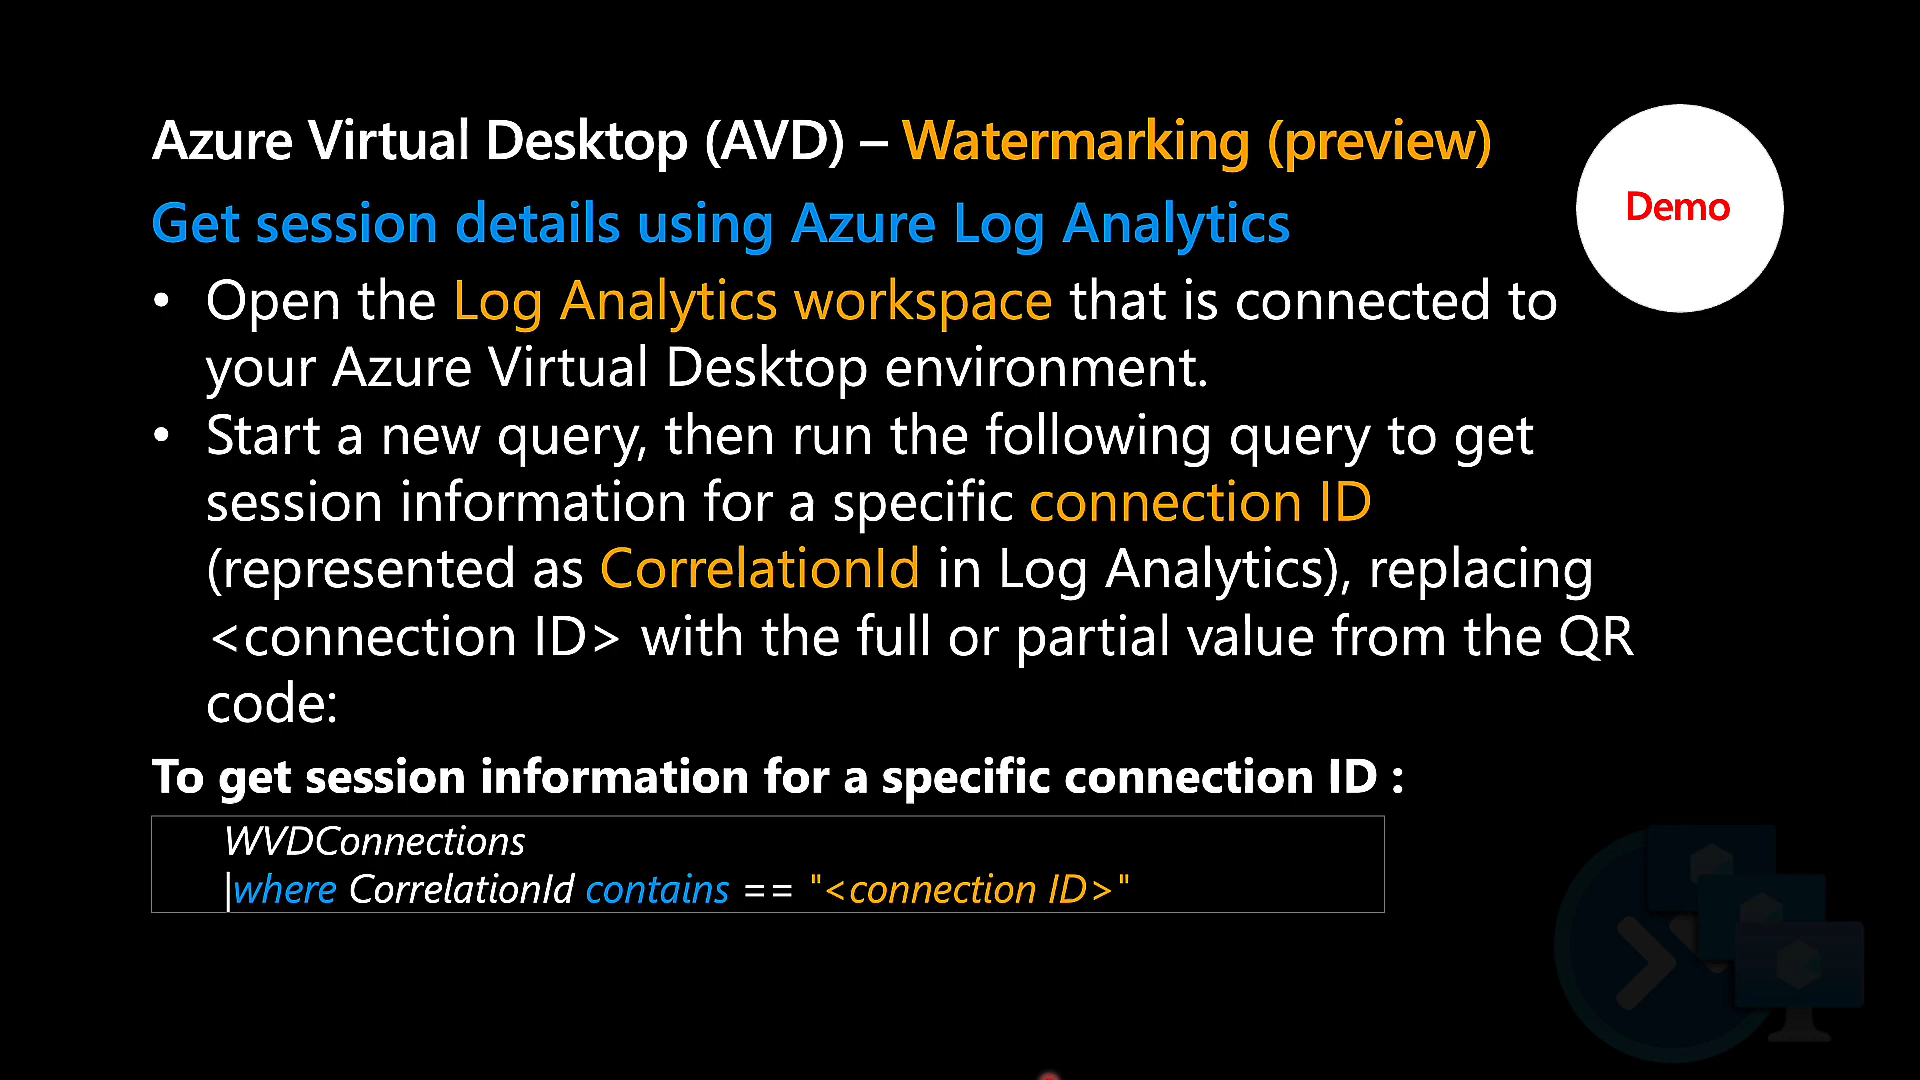 Azure Virtual Desktop (AVD) – Watermarking (preview)
Demo
Get session details using Azure Log Analytics
• Open the Log Analytics workspace that is connected to
your Azure Virtual Desktop environment.
• Start a new query, then run the following query to get
session information for a specific connection ID
(represented as CorrelationId in Log Analytics), replacing
<connection ID> with the full or partial value from the QR
code:
To get session information for a specific connection ID :
WVDConnections
|where CorrelationId contains == "<connection ID>"